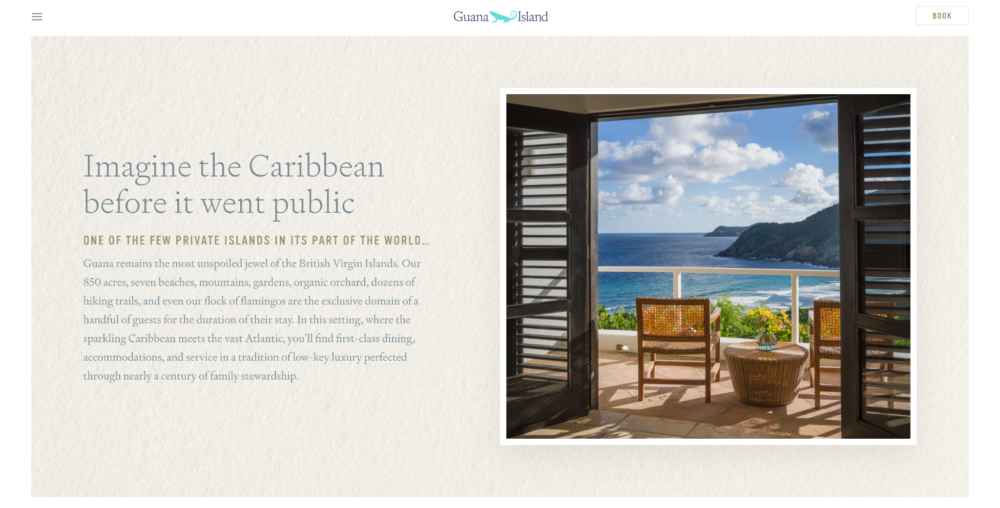 Guana Island
BOOK
Imagine the Caribbean
before it went public
ONE OF THE FEW PRIVATE ISLANDS IN ITS PART OF THE WORLD…
Guana remains the most unspoiled jewel of the British Virgin Islands. Our
850 acres, seven beaches, mountains, gardens, organic orchard, dozens of
hiking trails, and even our flock of flamingos are the exclusive domain of a
handful of guests for the duration of their stay. In this setting, where the
sparkling Caribbean meets the vast Atlantic, you’ll find first-class dining,
accommodations, and service in a tradition of low-key luxury perfected
through nearly a century of family stewardship.